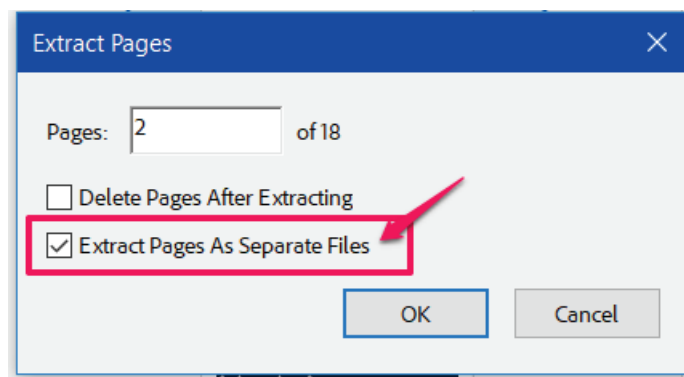 Extract Pages
Pages: 2 of 18
Delete Pages After Extracting
Extract Pages As Separate Files
OK Cancel